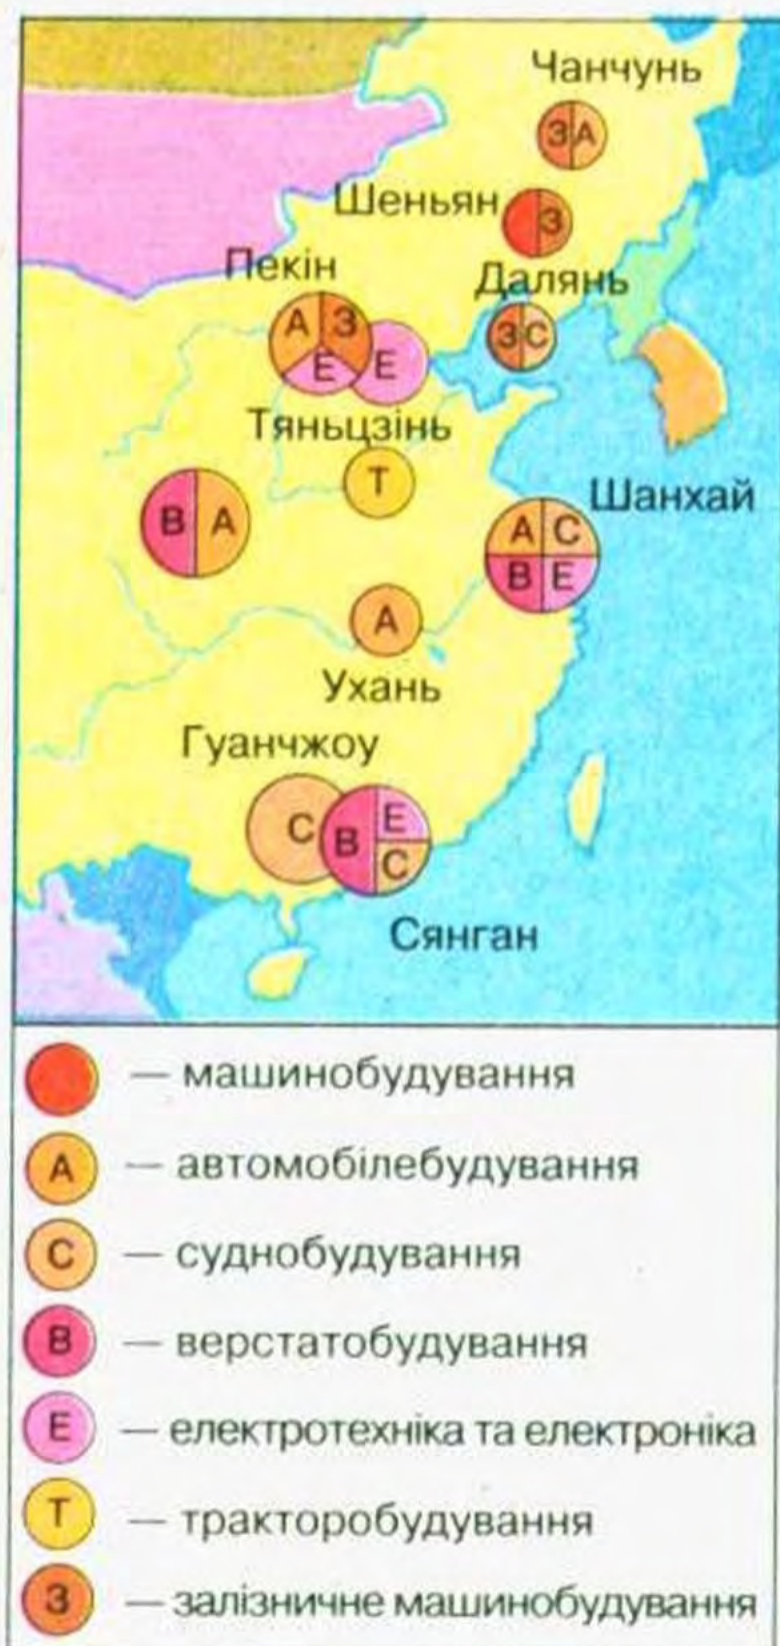 Чанчунь
З А
Шеньян
З
Пекін
Далянь
А З
З С
Е Е
Тяньцзінь
Т
Шанхай
В А
А С
В Е
А
Ухань
Гуанчжоу
С В Е
С
Сянган
— машинобудування
А — автомобілебудування
С — суднобудування
В — верстатобудування
Е — електротехніка та електроніка
Т — тракторобудування
З — залізничне машинобудування